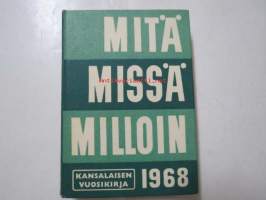 MITÄ
MISSÄ
MILLOIN
KANSALAISEN
VUOSIKIRJA
1968